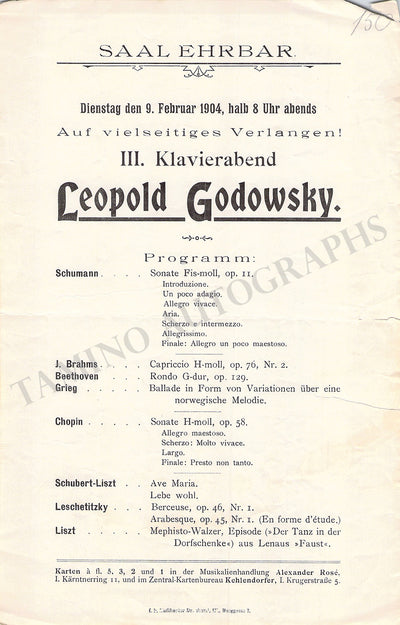 150
SAAL EHRBAR.
Dienstag den 9. Februar 1904, halb 8 Uhr abends
Auf vielseitiges Verlangen!
III. Klavierabend
Leopold Godowsky.
Programm:
Schumann . . . . Sonate Fis-moll, op. 11.
Introduzione.
Un poco adagio.
Allegro vivace.
Aria.
Scherzo e intermezzo.
Allegrissimo.
Finale: Allegro un poco maestoso.
J. Brahms . . . . Capriccio H-moll, op. 76, Nr. 2.
Beethoven . . . Rondo G-dur, op. 129.
Grieg . . . . . Ballade in Form von Variationen über eine
norwegische Melodie.
Chopin . . . . Sonate H-moll, op. 58.
Allegro maestoso.
Scherzo: Molto vivace.
Largo.
Finale: Presto non tanto.
Schubert-Liszt . . Ave Maria.
Lebe wohl.
Leschetitzky . . . Berceuse, op. 46, Nr. 1.
Arabesque, op. 45, Nr. 1. (En forme d'étude.)
Liszt . . . . . Mephisto-Walzer, Episode (»Der Tanz in der
Dorfschenke«) aus Lenaus »Faust«.
Karten à fl. 5, 3, 2 und 1 in der Musikalienhandlung Alexander Rosé,
I. Kärntnerring 11, und im Zentral-Kartenbureau Kehlendorfer, I. Krugerstraße 5.
TAMINO AUTOGRAPHS